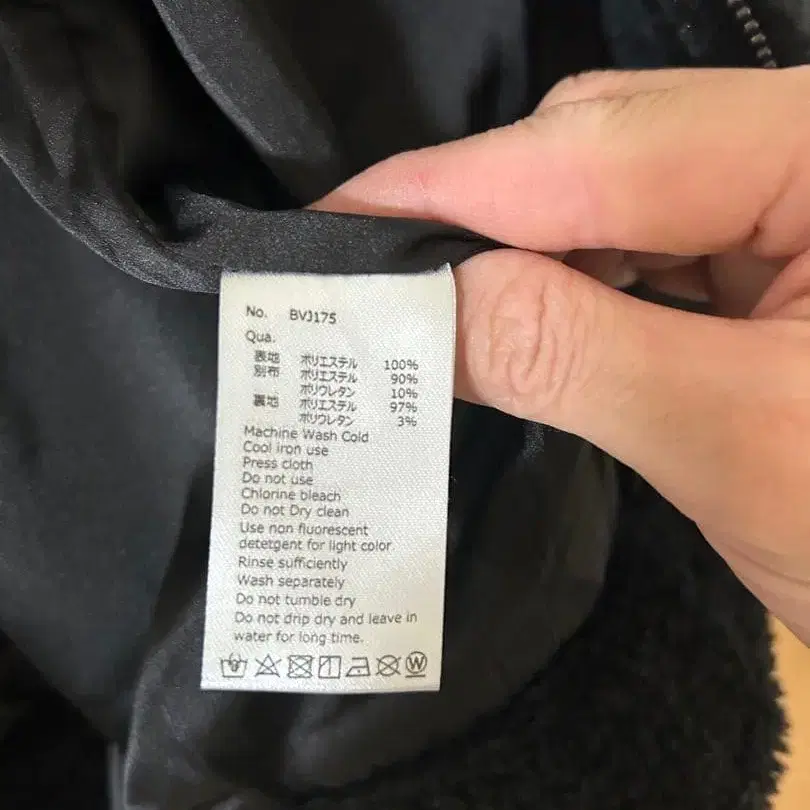 No. BVJ175
Qua.
表地 ポリエステル 100%
別布 ポリエステル 90%
ポリウレタン 10%
裏地 ポリエステル 97%
ポリウレタン 3%
Machine Wash Cold
Cool iron use
Press cloth
Do not use
Chlorine bleach
Do not Dry clean
Use non fluorescent
detergent for light color.
Rinse sufficiently
Wash separately
Do not tumble dry
Do not drip dry and leave in
water for long time.
W